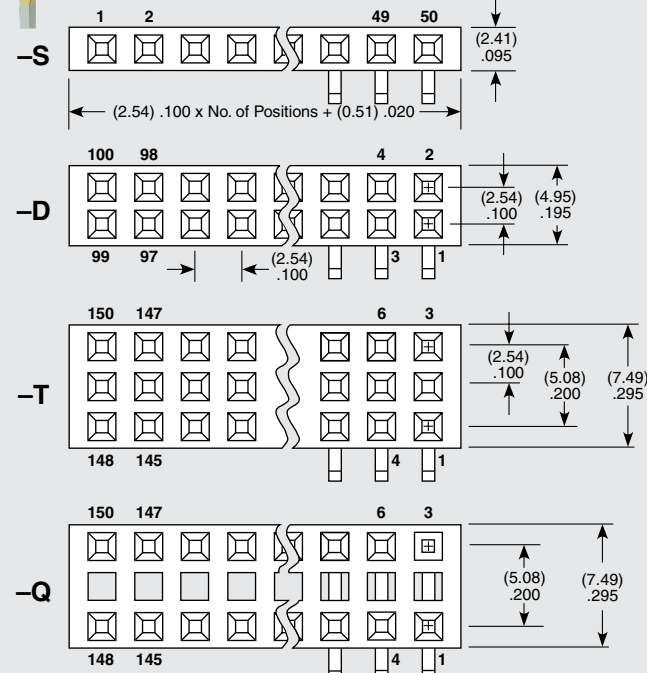 1 2 49 50
–S
(2.41)
.095
(2.54) .100 x No. of Positions + (0.51) .020
100 98 4 2
–D
(2.54)
.100
(4.95)
.195
99 97 3 1
(2.54)
.100
150 147 6 3
–T
(2.54)
.100
(5.08)
.200
(7.49)
.295
148 145 4 1
150 147 6 3
–Q
(5.08)
.200
(7.49)
.295
148 145 4 1